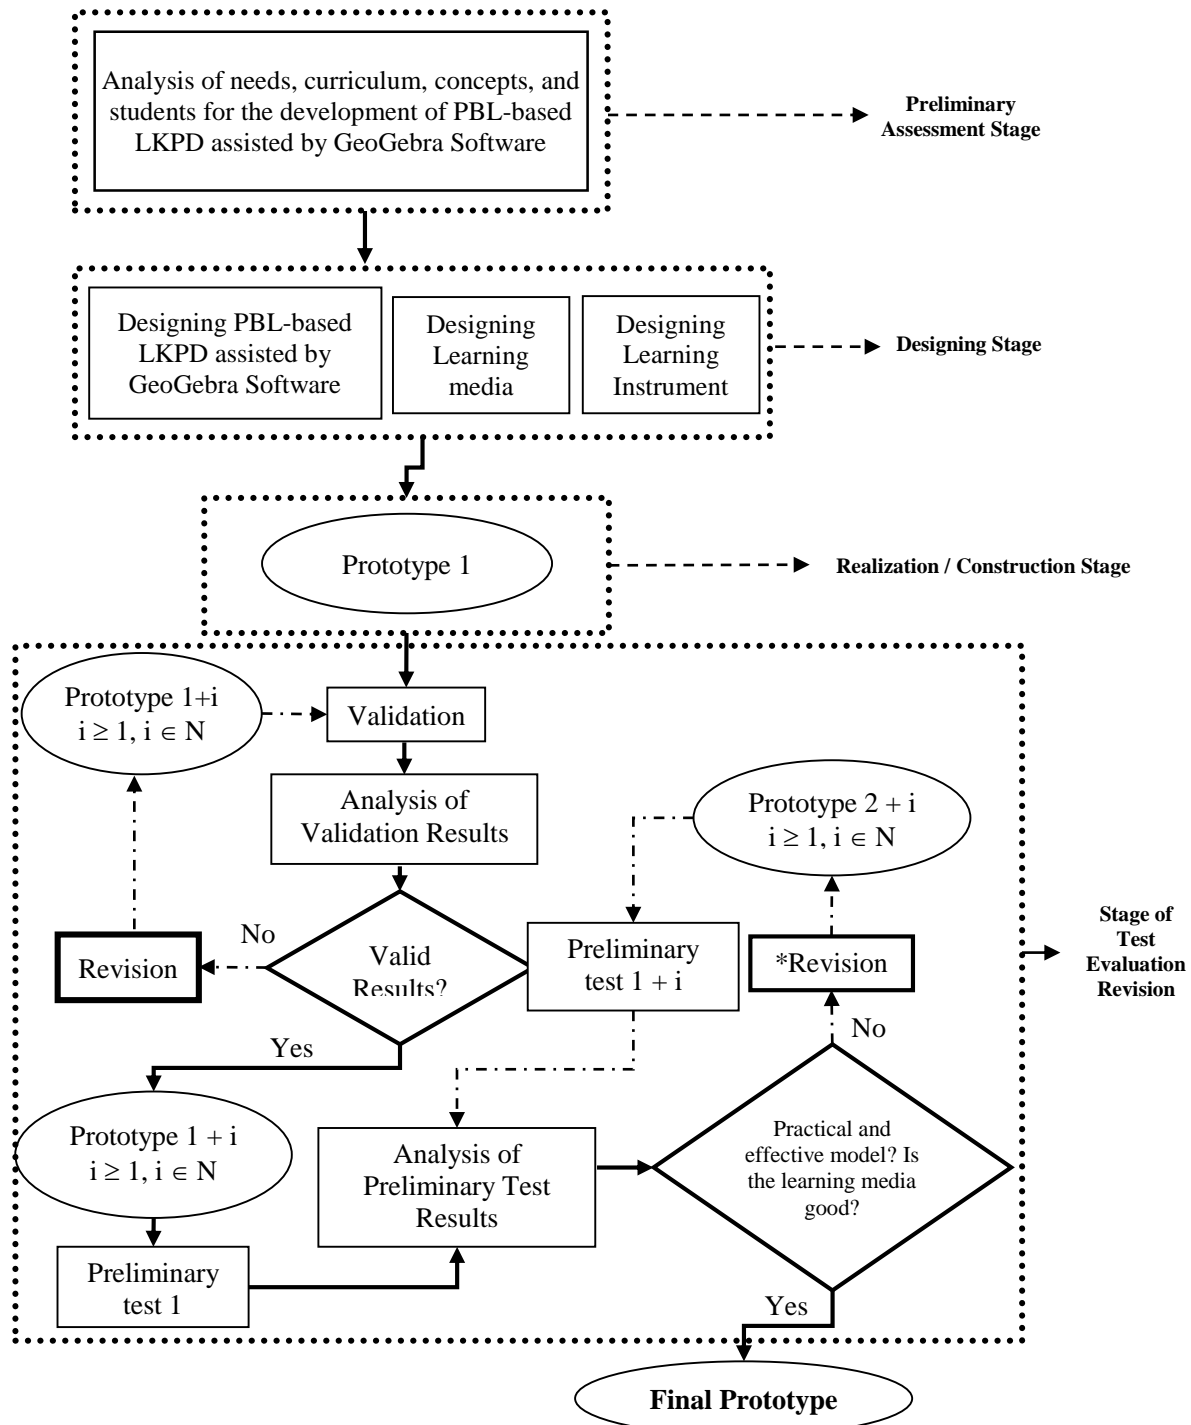 Analysis of needs, curriculum, concepts, and
students for the development of PBL-based
LKPD assisted by GeoGebra Software
Preliminary
Assessment Stage
Designing PBL-based
LKPD assisted by
GeoGebra Software
Designing
Learning
media
Designing
Learning
Instrument
Designing Stage
Prototype 1
Realization / Construction Stage
Prototype 1+i
i ≥ 1, i ∈ N
Validation
Analysis of
Validation Results
Prototype 2 + i
i ≥ 1, i ∈ N
No
Revision
Valid
Results?
Preliminary
test 1 + i
*Revision
Stage of
Test
Evaluation
Revision
No
Yes
Prototype 1 + i
i ≥ 1, i ∈ N
Analysis of
Preliminary Test
Results
Practical and
effective model? Is
the learning media
good?
Preliminary
test 1
Yes
Final Prototype